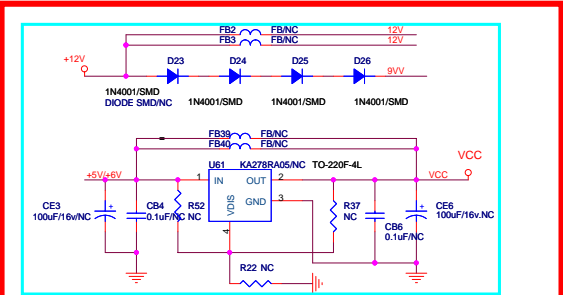 FB2 FB/NC 12V
FB3 FB/NC 12V
+12V
D23 D24 D25 D26
9VV
1N4001/SMD 1N4001/SMD 1N4001/SMD 1N4001/SMD
DIODE SMD/NC
FB39 FB/NC
FB40 FB/NC
U61 KA278RA05/NC TO-220F-4L
VCC
+5V/+6V 1 IN OUT 2 VCC
GND 3
VDIS
4
CE3
100uF/16v/NC
CB4
0.1uF/NC
R52
NC
R37
NC
CB6
0.1uF/NC
CE6
100uF/16v.NC
R22 NC